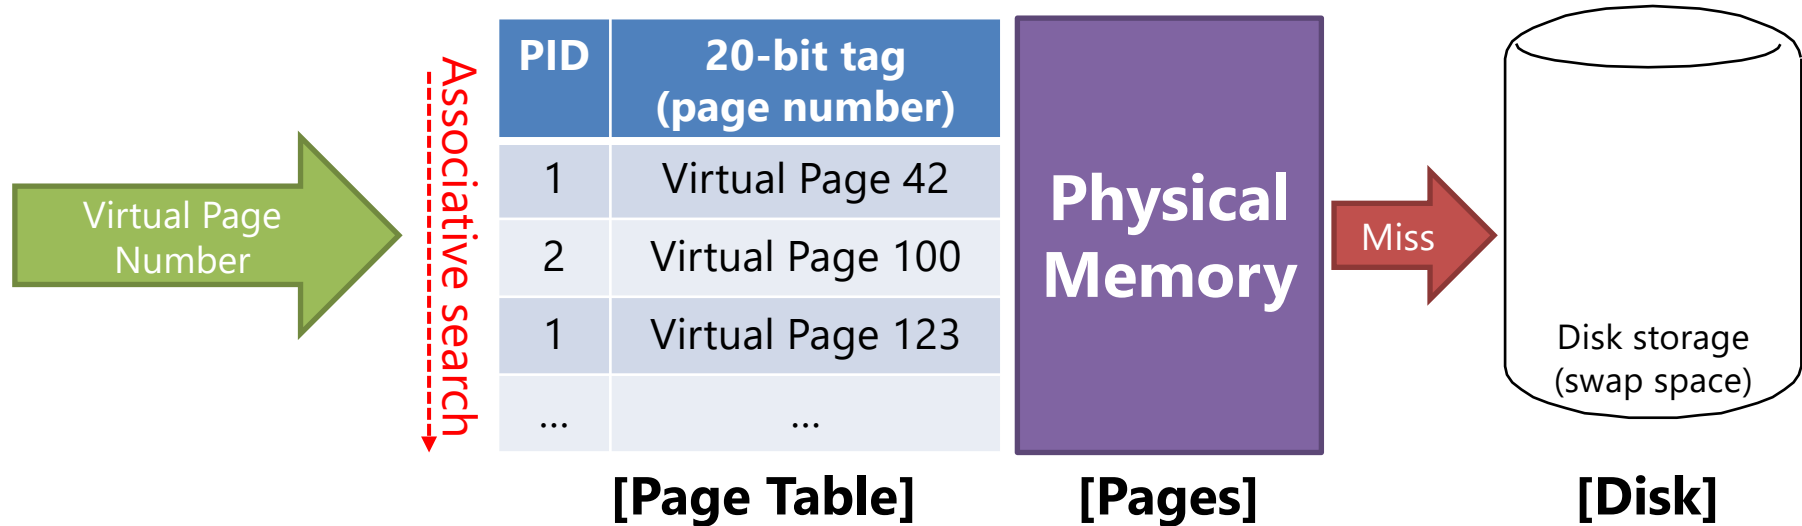 Virtual Page
Number
Associative search
PID
20-bit tag
(page number)
1
Virtual Page 42
2
Virtual Page 100
1
Virtual Page 123
...
...
[Page Table]
Physical
Memory
[Pages]
Miss
Disk storage
(swap space)
[Disk]